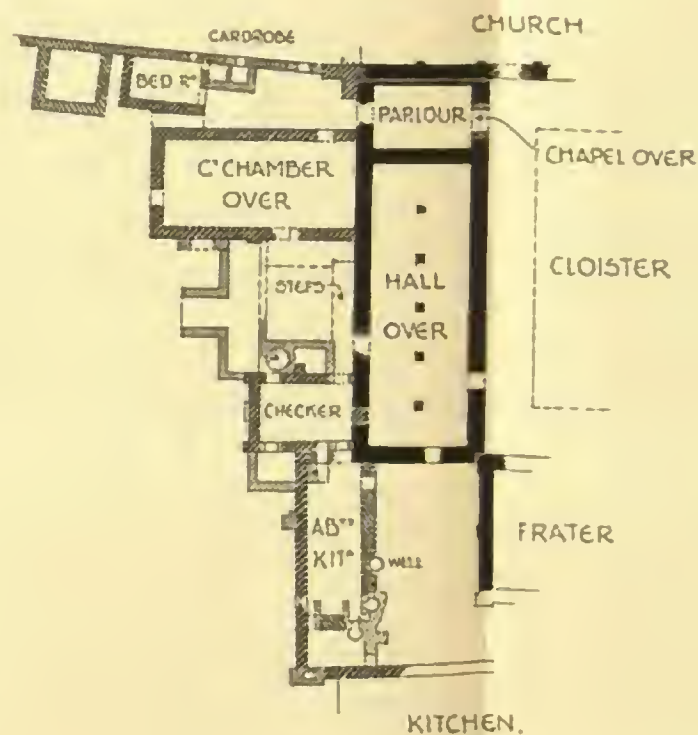 CHURCH
GARDROBE
BED Rᵐ
PARLOUR
CHAPEL OVER
Gᵗ CHAMBER
OVER
CLOISTER
STEPS
HALL
OVER
CHECKER
FRATER
ABᵀˢ
KITⁿ
WELL
KITCHEN.